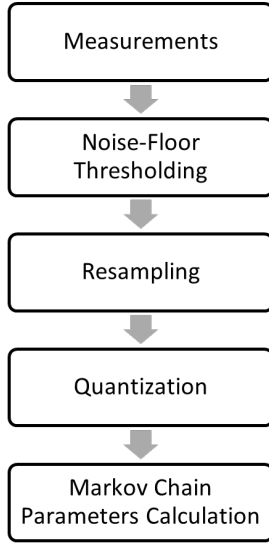 Measurements
Noise-Floor
Thresholding
Resampling
Quantization
Markov Chain
Parameters Calculation